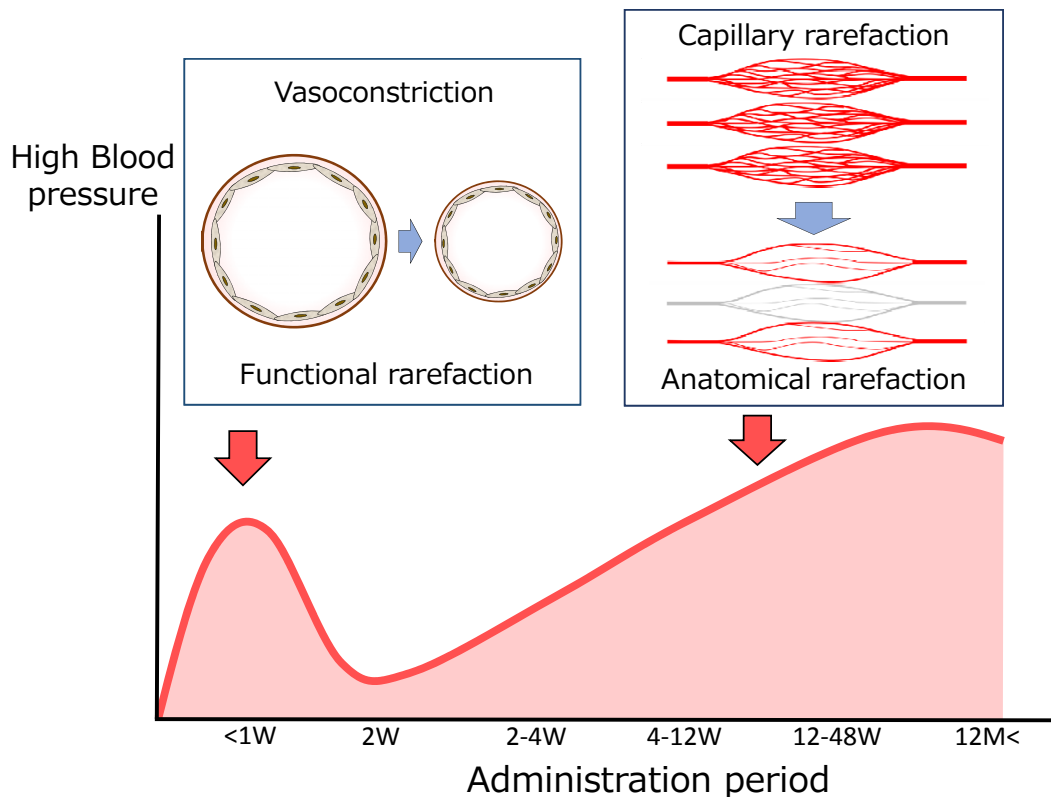 High Blood
pressure
Vasoconstriction
Functional rarefaction
Capillary rarefaction
Anatomical rarefaction
<1W
2W
2-4W
4-12W
12-48W
12M<
Administration period